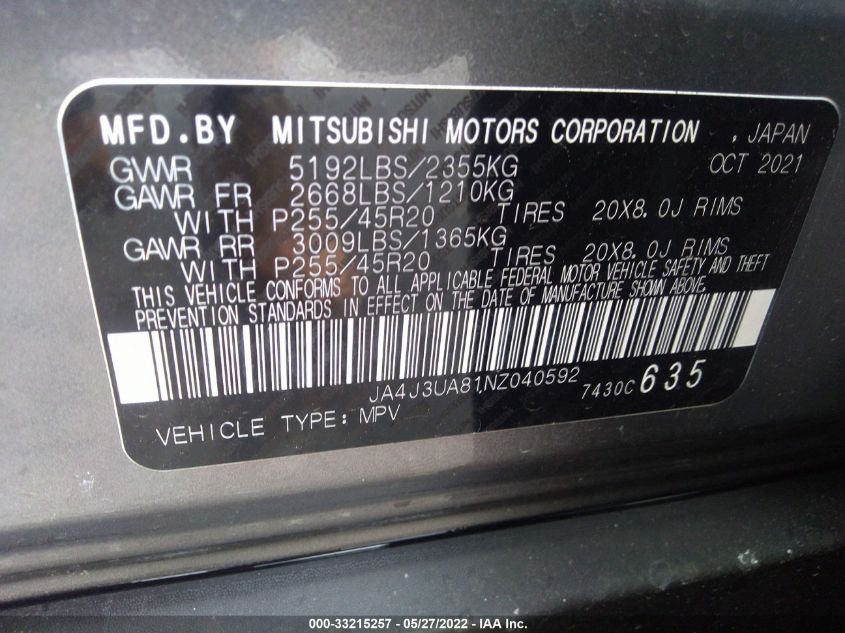 MFD.BY MITSUBISHI MOTORS CORPORATION , JAPAN
GVWR 5192LBS/2355KG OCT 2021
GAWR FR 2668LBS/1210KG
WITH P255/45R20 TIRES 20X8.0J RIMS
GAWR RR 3009LBS/1365KG
WITH P255/45R20 TIRES 20X8.0J RIMS
THIS VEHICLE CONFORMS TO ALL APPLICABLE FEDERAL MOTOR VEHICLE SAFETY AND THEFT
PREVENTION STANDARDS IN EFFECT ON THE DATE OF MANUFACTURE SHOWN ABOVE.
JA4J3UA81NZ040592 7430C 635
VEHICLE TYPE: MPV
000-33215257 - 05/27/2022 - IAA Inc.